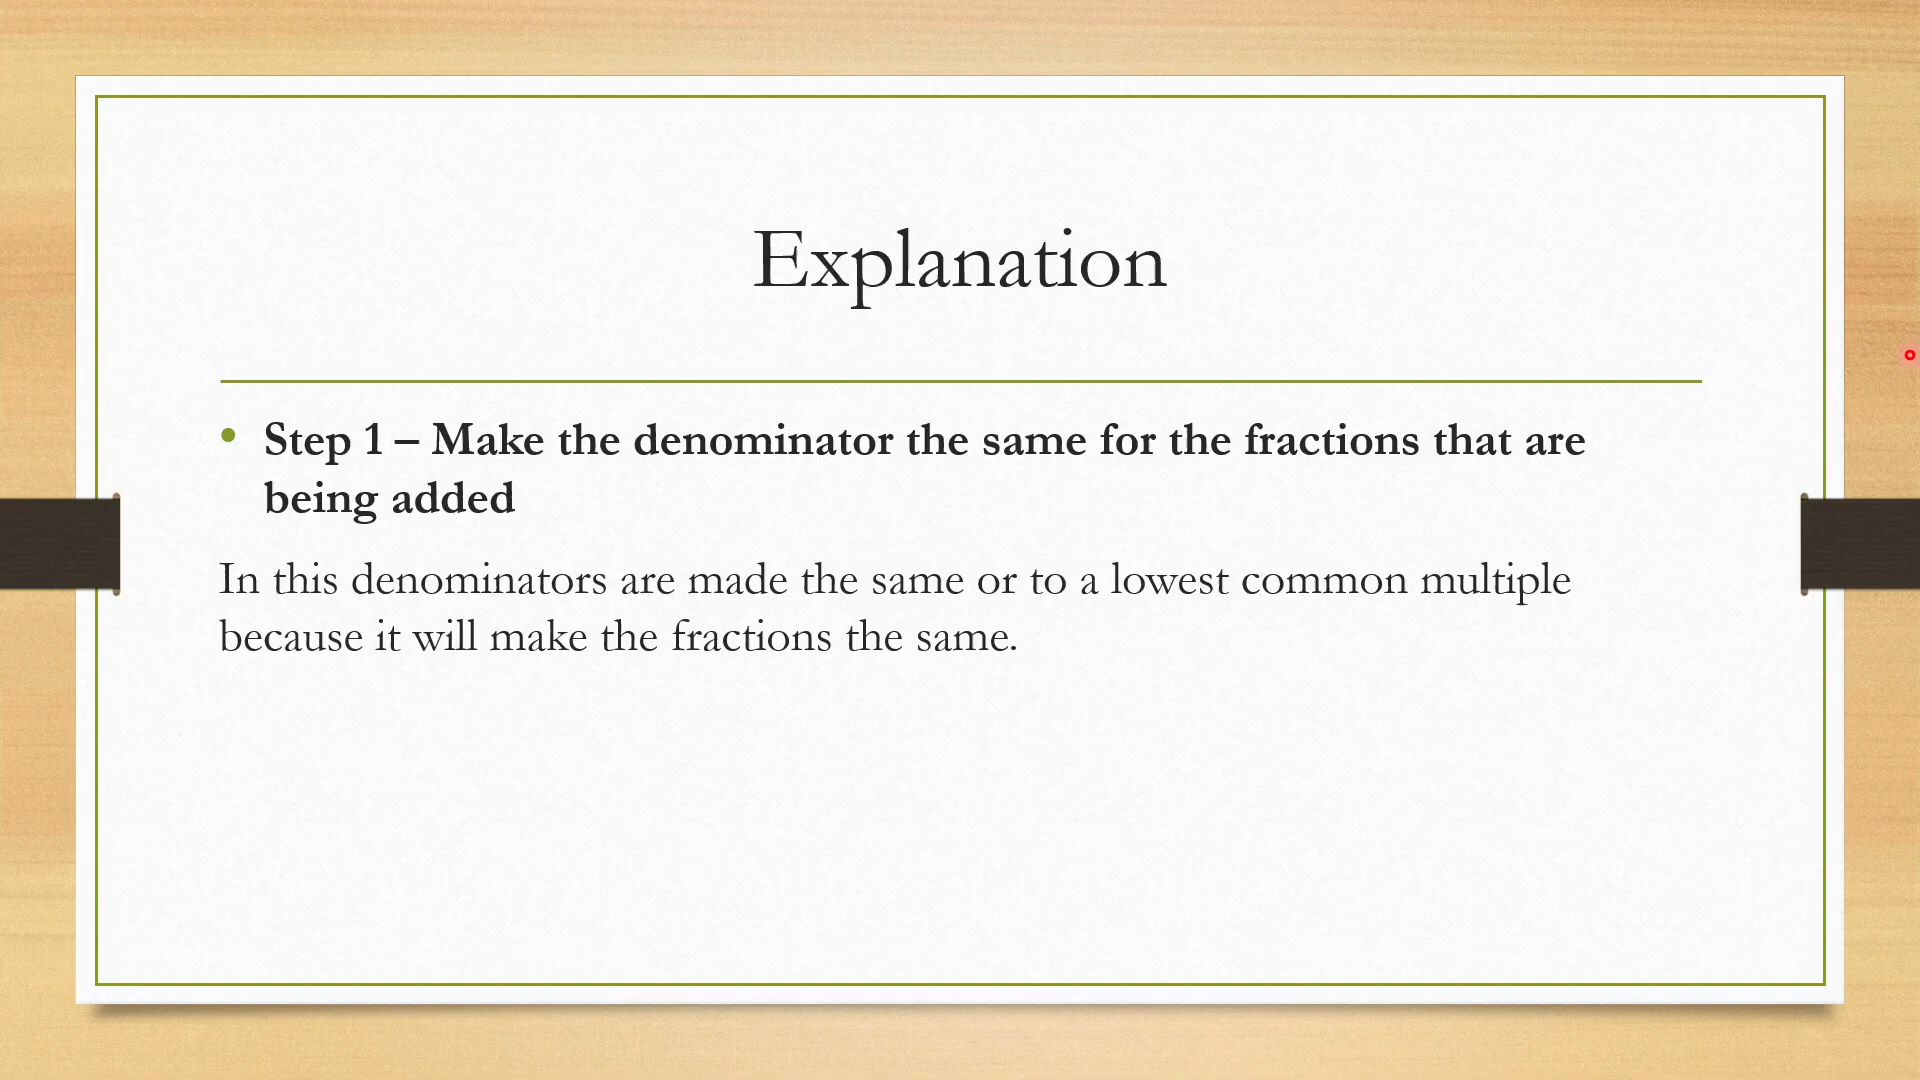 Explanation
• Step 1 – Make the denominator the same for the fractions that are
being added
In this denominators are made the same or to a lowest common multiple
because it will make the fractions the same.